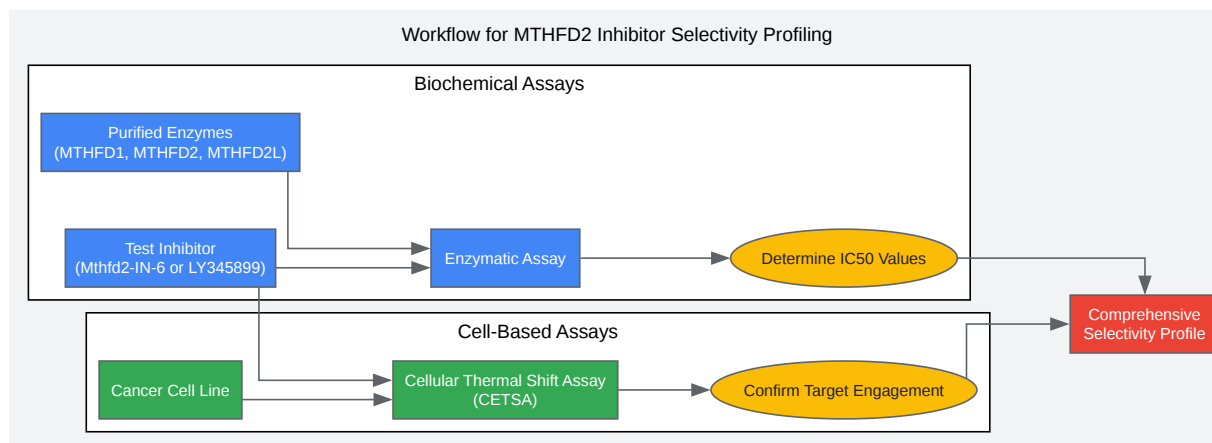 Workflow for MTHFD2 Inhibitor Selectivity Profiling
Biochemical Assays
Purified Enzymes
(MTHFD1, MTHFD2, MTHFD2L)
Test Inhibitor
(Mthfd2-IN-6 or LY345899)
Enzymatic Assay
Determine IC50 Values
Comprehensive
Selectivity Profile
Cell-Based Assays
Cancer Cell Line
Cellular Thermal Shift Assay
(CETSA)
Confirm Target Engagement